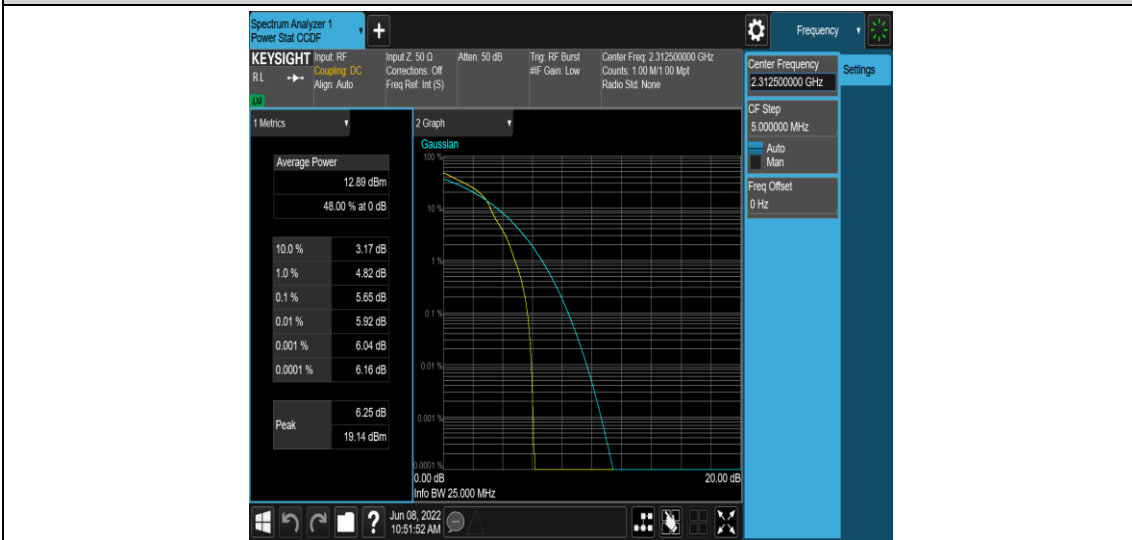 Spectrum Analyzer 1
Power Stat CCDF
+
Frequency
KEYSIGHT
RL
LXI
Input: RF
Coupling: DC
Align: Auto
Input Z: 50 Ω
Corrections: Off
Freq Ref: Int (S)
Atten: 50 dB
Trig: RF Burst
#IF Gain: Low
Center Freq: 2.312500000 GHz
Counts: 1.00 M/1.00 Mpt
Radio Std: None
Center Frequency
2.312500000 GHz
Settings
CF Step
5.000000 MHz
Auto
Man
Freq Offset
0 Hz
1 Metrics
Average Power
12.89 dBm
48.00 % at 0 dB
10.0 % 3.17 dB
1.0 % 4.82 dB
0.1 % 5.65 dB
0.01 % 5.92 dB
0.001 % 6.04 dB
0.0001 % 6.16 dB
Peak
6.25 dB
19.14 dBm
2 Graph
Gaussian
100 %
10 %
1 %
0.1 %
0.01 %
0.001 %
0.0001 %
0.00 dB 20.00 dB
Info BW 25.000 MHz
?
Jun 08, 2022
10:51:52 AM